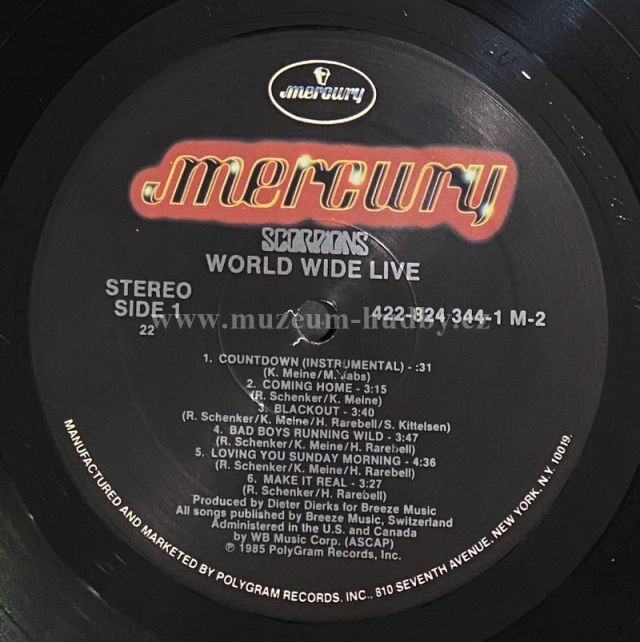 mercury
mercury
SCORPIONS
WORLD WIDE LIVE
STEREO
SIDE 1
22
422-824 344-1 M-2
www.muzeum-hudby.cz
1. COUNTDOWN (INSTRUMENTAL) - :31
(K. Meine/M. Jabs)
2. COMING HOME - 3:15
(R. Schenker/K. Meine)
3. BLACKOUT - 3:40
(R. Schenker/K. Meine/H. Rarebell/S. Kittelsen)
4. BAD BOYS RUNNING WILD - 3:47
(R. Schenker/K. Meine/H. Rarebell)
5. LOVING YOU SUNDAY MORNING - 4:36
(R. Schenker/K. Meine/H. Rarebell)
6. MAKE IT REAL - 3:27
(R. Schenker/H. Rarebell)
Produced by Dieter Dierks for Breeze Music
All songs published by Breeze Music, Switzerland
Administered in the U.S. and Canada
by WB Music Corp. (ASCAP)
℗ 1985 PolyGram Records, Inc.
MANUFACTURED AND MARKETED BY POLYGRAM RECORDS, INC., 810 SEVENTH AVENUE, NEW YORK, N.Y. 10019.